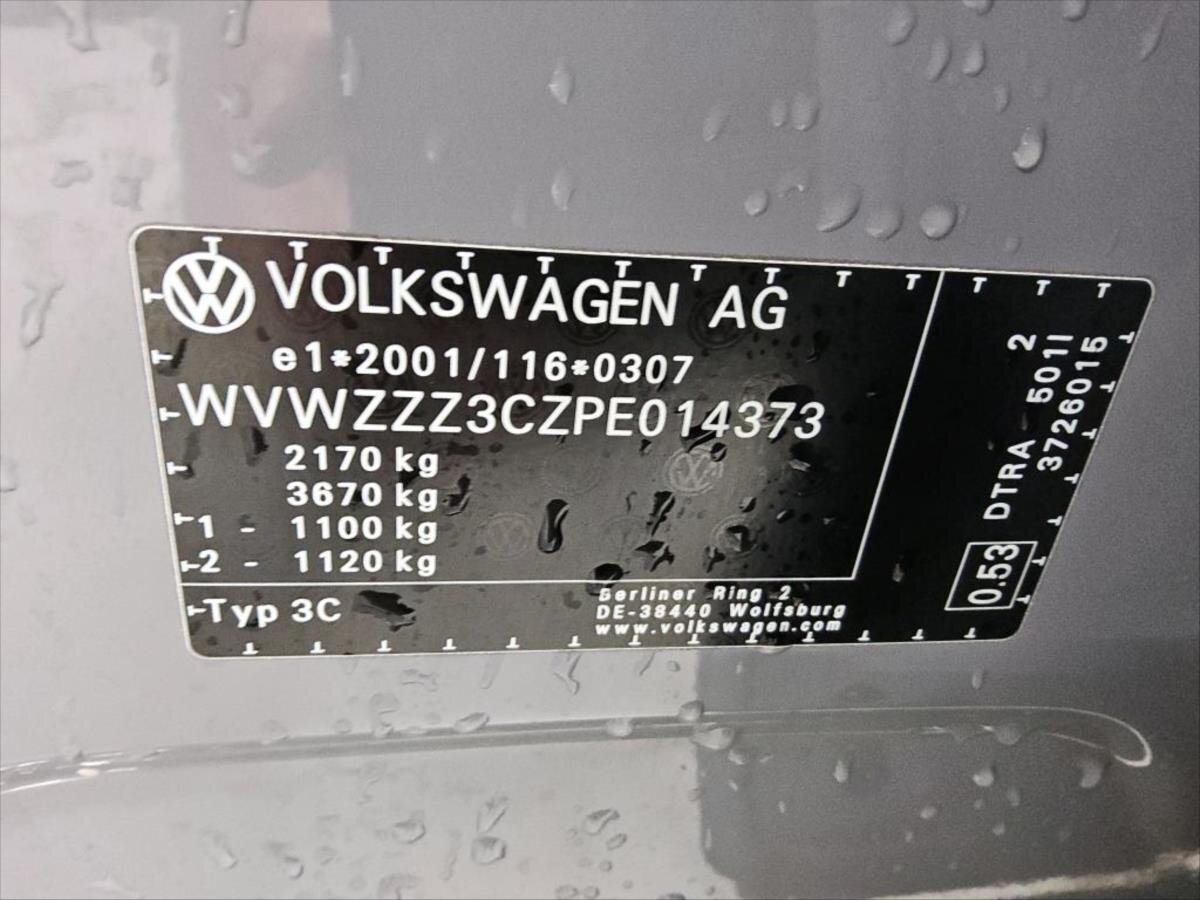 VOLKSWAGEN AG
e1*2001/116*0307
WVWZZZ3CZPE014373
2170 kg
3670 kg
1 - 1100 kg
2 - 1120 kg
Typ 3C
Berliner Ring 2
DE-38440 Wolfsburg
www.volkswagen.com
DTRA 2
501I
3726015
0.53